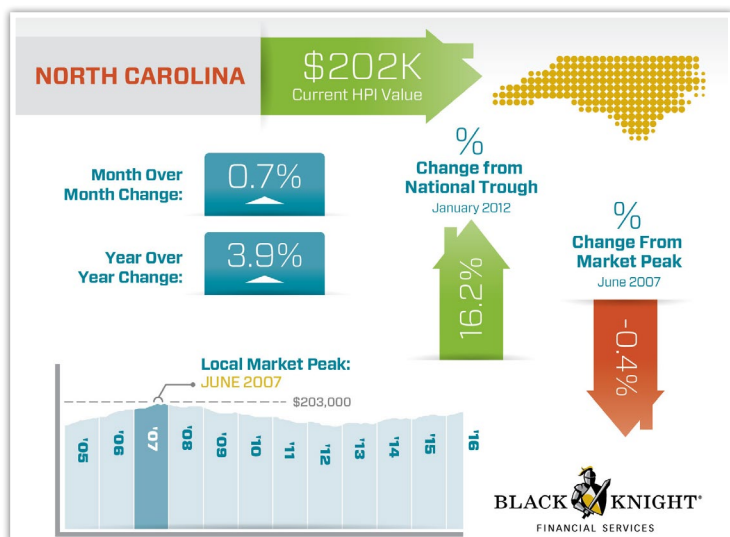 NORTH CAROLINA
$202K
Current HPI Value
Month Over
Month Change:
0.7%
Year Over
Year Change:
3.9%
%
Change from
National Trough
January 2012
16.2%
%
Change From
Market Peak
June 2007
-0.4%
Local Market Peak:
JUNE 2007
$203,000
'05
'06
'07
'08
'09
'10
'11
'12
'13
'14
'15
'16
BLACK KNIGHT®
FINANCIAL SERVICES